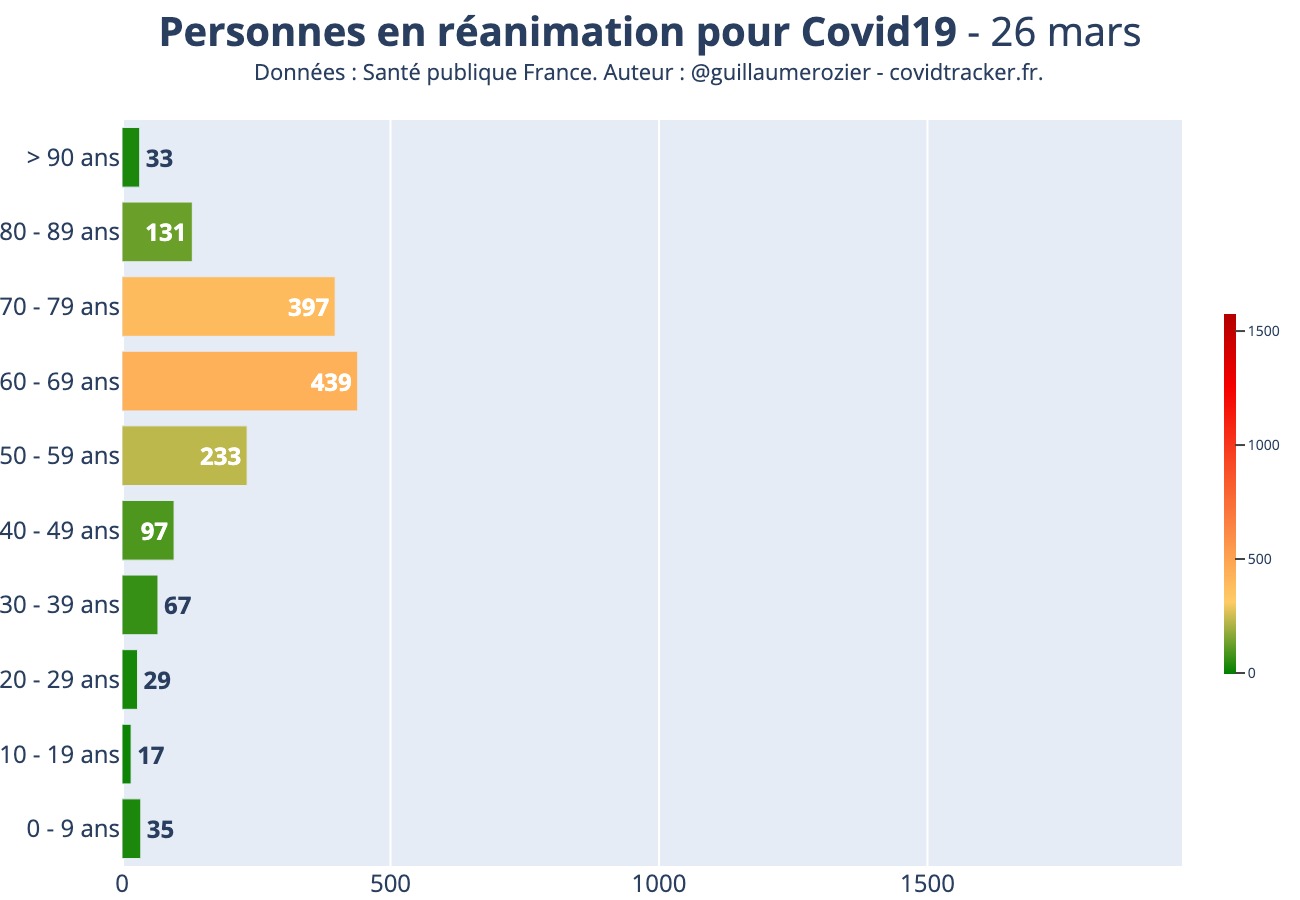 Personnes en réanimation pour Covid19 - 26 mars
Données : Santé publique France. Auteur : @guillaumerozier - covidtracker.fr.
> 90 ans 33
80 - 89 ans 131
70 - 79 ans 397
60 - 69 ans 439
50 - 59 ans 233
40 - 49 ans 97
30 - 39 ans 67
20 - 29 ans 29
10 - 19 ans 17
0 - 9 ans 35
0 500 1000 1500
1500
1000
500
0